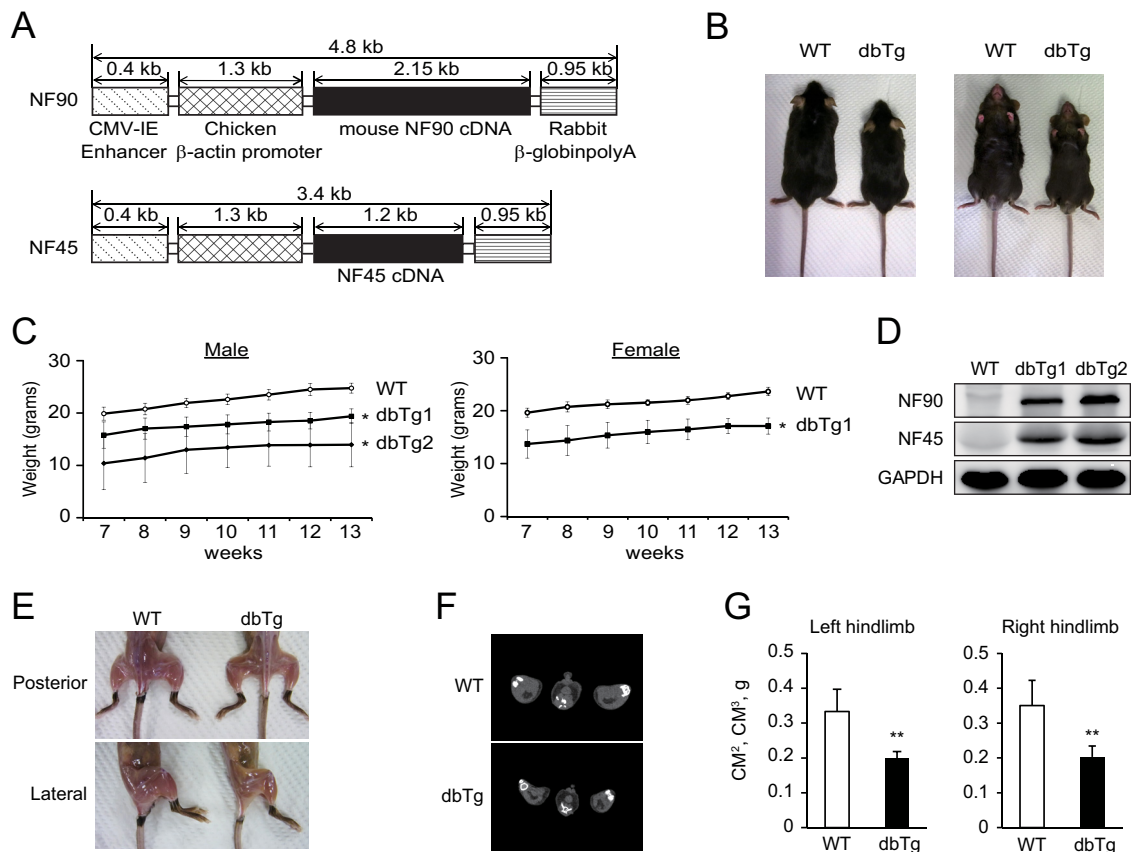 A
4.8 kb
0.4 kb 1.3 kb 2.15 kb 0.95 kb
NF90
CMV-IE Chicken mouse NF90 cDNA Rabbit
Enhancer β-actin promoter β-globinpolyA
3.4 kb
0.4 kb 1.3 kb 1.2 kb 0.95 kb
NF45
NF45 cDNA
B
WT dbTg WT dbTg
C
Male
Weight (grams)
30
20
10
0
WT
* dbTg1
* dbTg2
7 8 9 10 11 12 13
weeks
Female
Weight (grams)
30
20
10
0
WT
* dbTg1
7 8 9 10 11 12 13
weeks
D
WT dbTg1 dbTg2
NF90
NF45
GAPDH
E
WT dbTg
Posterior
Lateral
F
WT
dbTg
G
Left hindlimb
CM², CM³, g
0.5
0.4
0.3
0.2
0.1
0
**
WT dbTg
Right hindlimb
0.5
0.4
0.3
0.2
0.1
0
**
WT dbTg